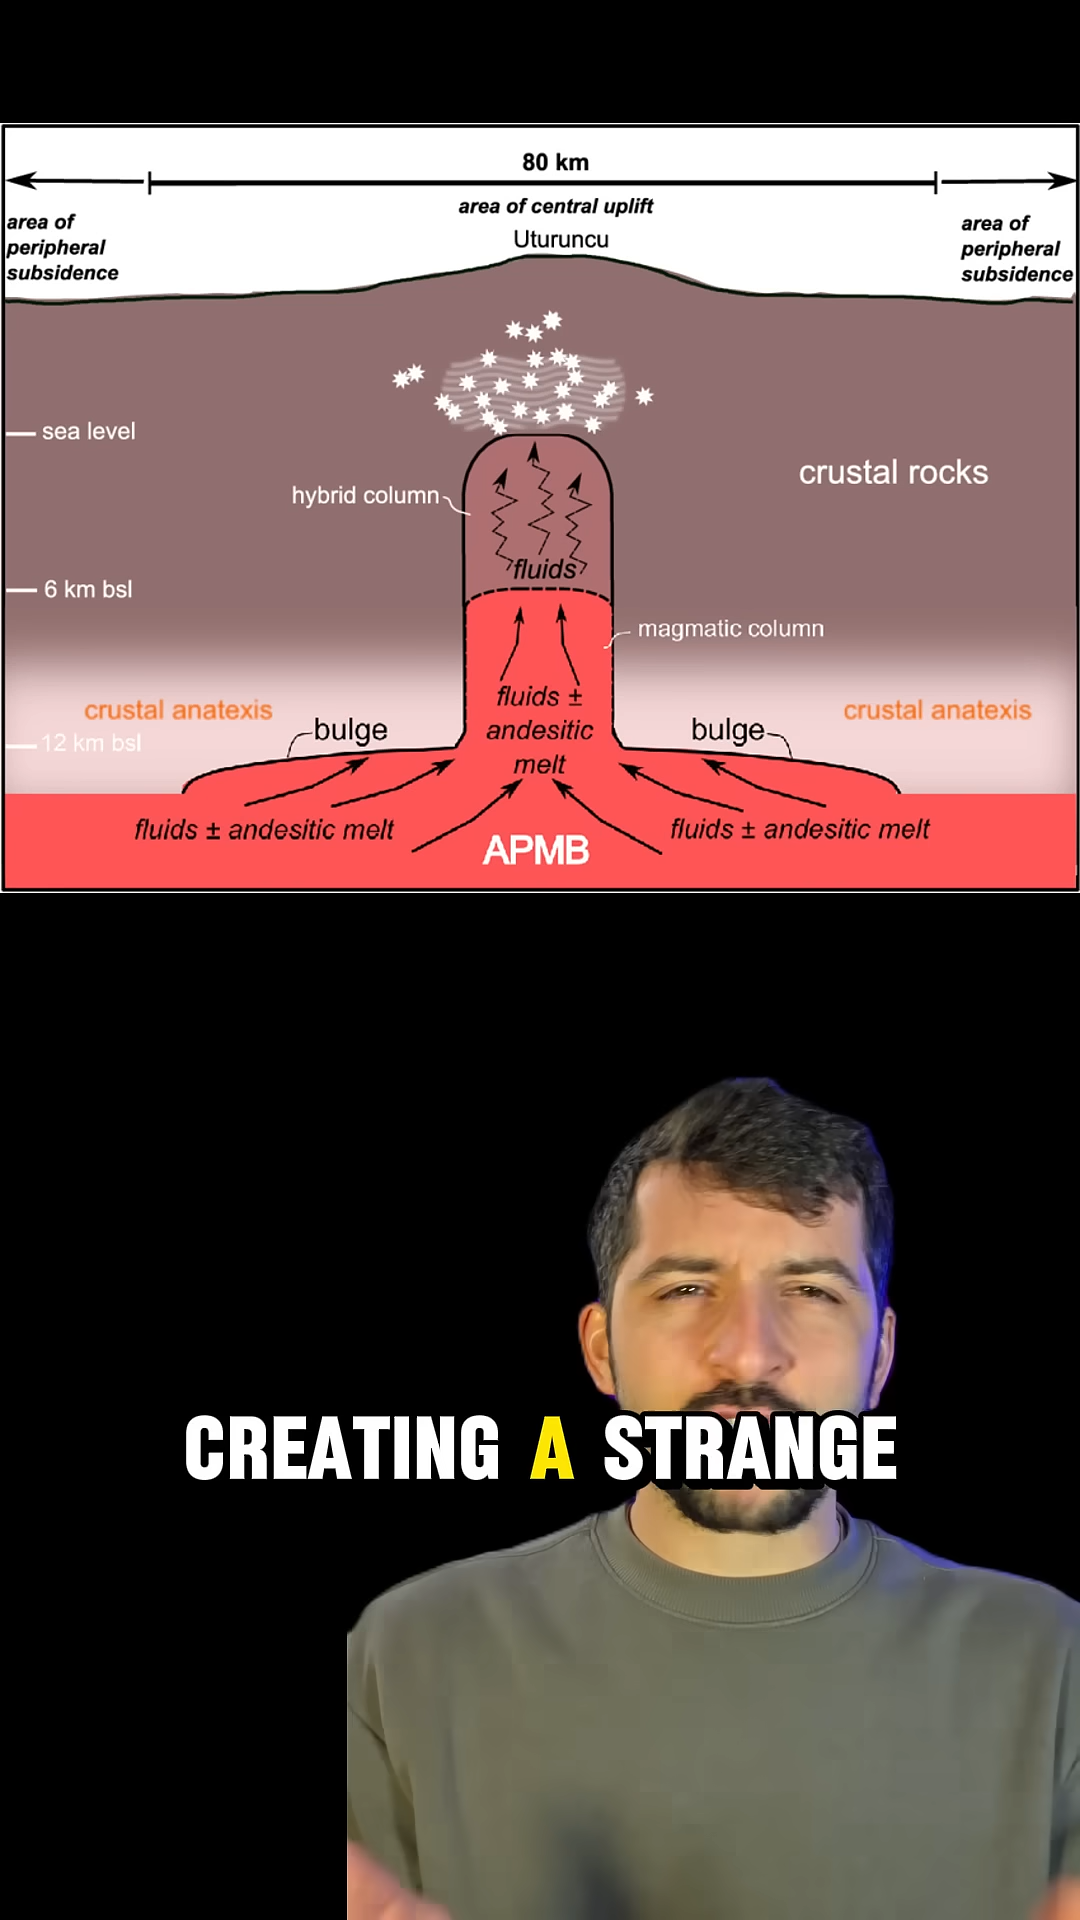 80 km
area of central uplift
Uturuncu
area of
peripheral
subsidence
area of
peripheral
subsidence
sea level
hybrid column
crustal rocks
fluids
6 km bsl
magmatic column
fluids ±
andesitic
melt
crustal anatexis
crustal anatexis
bulge
bulge
12 km bsl
fluids ± andesitic melt
fluids ± andesitic melt
APMB
CREATING A STRANGE